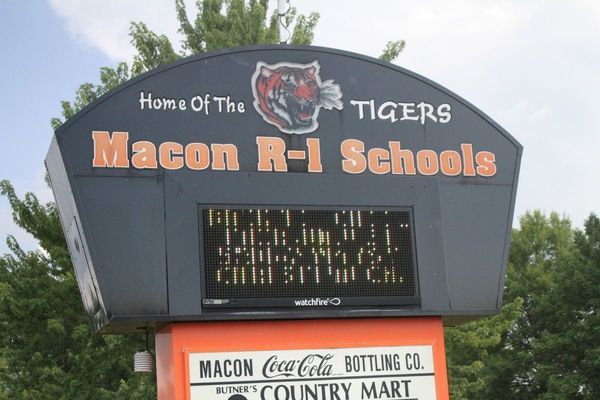 Home Of The TIGERS
Macon R-1 Schools
watchfire
MACON Coca-Cola BOTTLING CO.
BUTNER'S COUNTRY MART